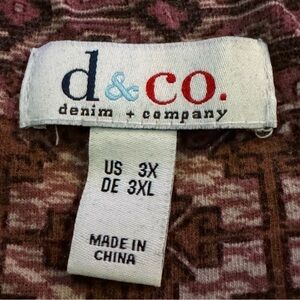 d&co.
denim + company
US 3X
DE 3XL
MADE IN
CHINA